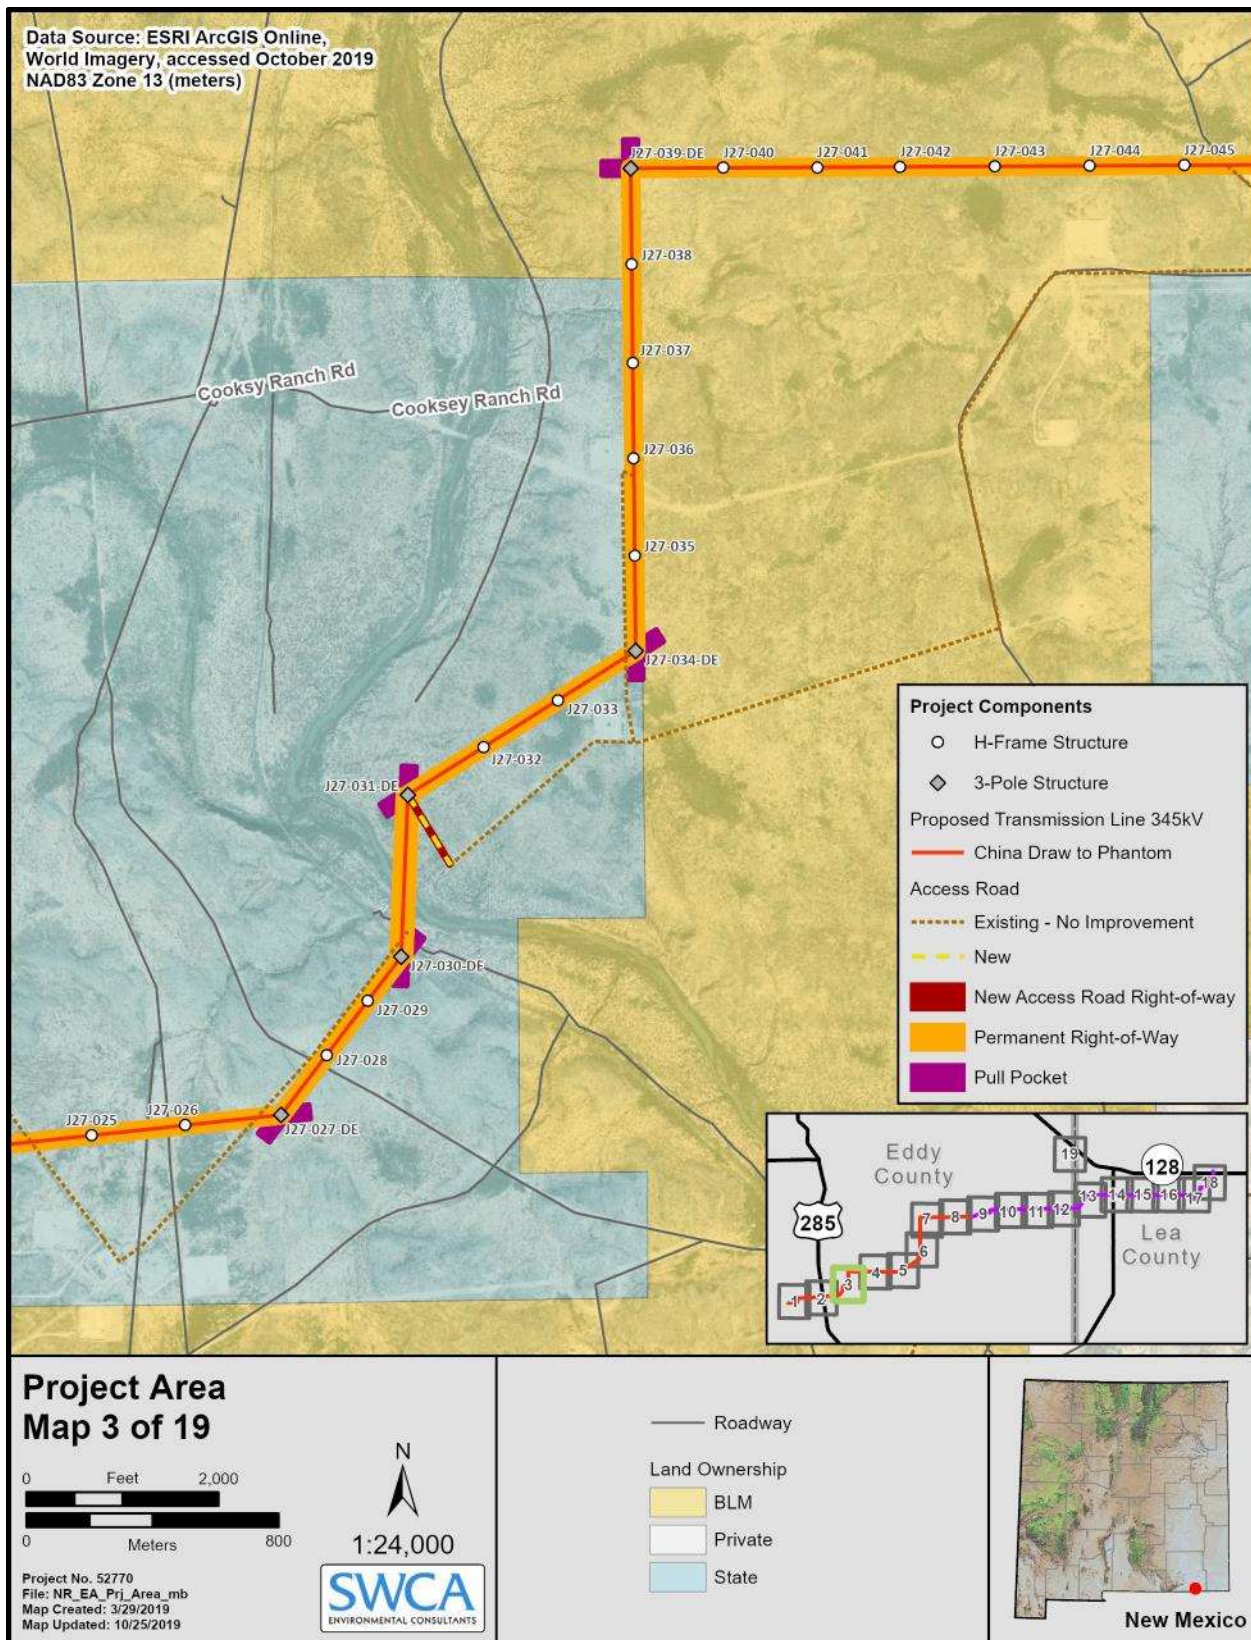 Data Source: ESRI ArcGIS Online,
World Imagery, accessed October 2019
NAD83 Zone 13 (meters)
J27-039-DE
J27-040
J27-041
J27-042
J27-043
J27-044
J27-045
J27-038
J27-037
Cooksy Ranch Rd
Cooksey Ranch Rd
J27-036
J27-035
J27-034-DE
J27-033
J27-032
J27-031-DE
J27-030-DE
J27-029
J27-028
J27-025
J27-026
J27-027-DE
Project Components
H-Frame Structure
3-Pole Structure
Proposed Transmission Line 345kV
China Draw to Phantom
Access Road
Existing - No Improvement
New
New Access Road Right-of-way
Permanent Right-of-Way
Pull Pocket
Eddy
County
19
128
18
285
7
8
9
10
11
12
13
14
15
16
17
Lea
County
6
5
4
3
2
1
Project Area
Map 3 of 19
0 Feet 2,000
0 Meters 800
N
1:24,000
Project No. 52770
File: NR_EA_Prj_Area_mb
Map Created: 3/29/2019
Map Updated: 10/25/2019
SWCA
ENVIRONMENTAL CONSULTANTS
Roadway
Land Ownership
BLM
Private
State
New Mexico